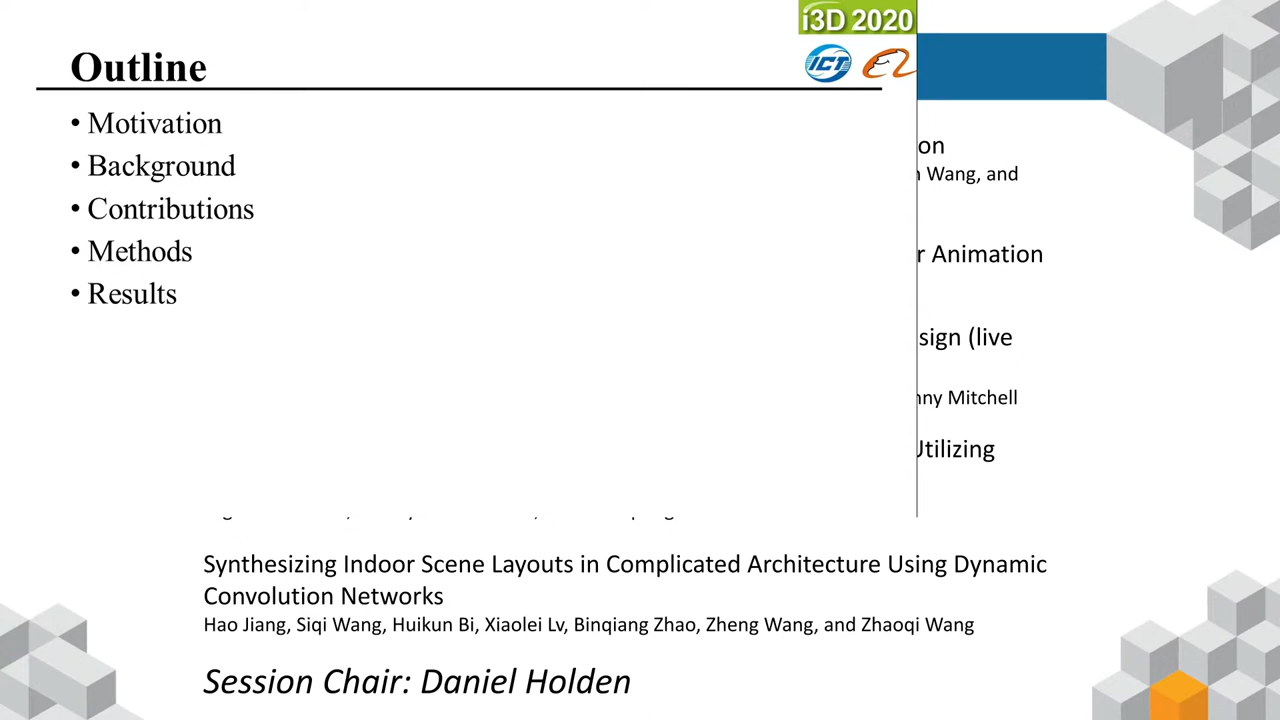 i3D 2020
Outline
ICT
• Motivation
• Background
• Contributions
• Methods
• Results
on
Wang, and
r Animation
sign (live
ny Mitchell
Utilizing
Synthesizing Indoor Scene Layouts in Complicated Architecture Using Dynamic
Convolution Networks
Hao Jiang, Siqi Wang, Huikun Bi, Xiaolei Lv, Binqiang Zhao, Zheng Wang, and Zhaoqi Wang
Session Chair: Daniel Holden